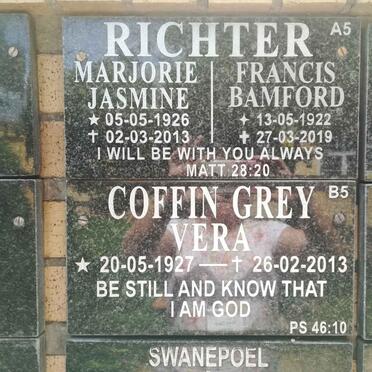 RICHTER A5
MARJORIE FRANCIS
JASMINE BAMFORD
★ 05-05-1926 ✦ 13-05-1922
✝ 02-03-2013 ✝ 27-03-2019
I WILL BE WITH YOU ALWAYS
MATT 28:20
COFFIN GREY B5
VERA
★ 20-05-1927 — ✝ 26-02-2013
BE STILL AND KNOW THAT
I AM GOD
PS 46:10
SWANEPOEL